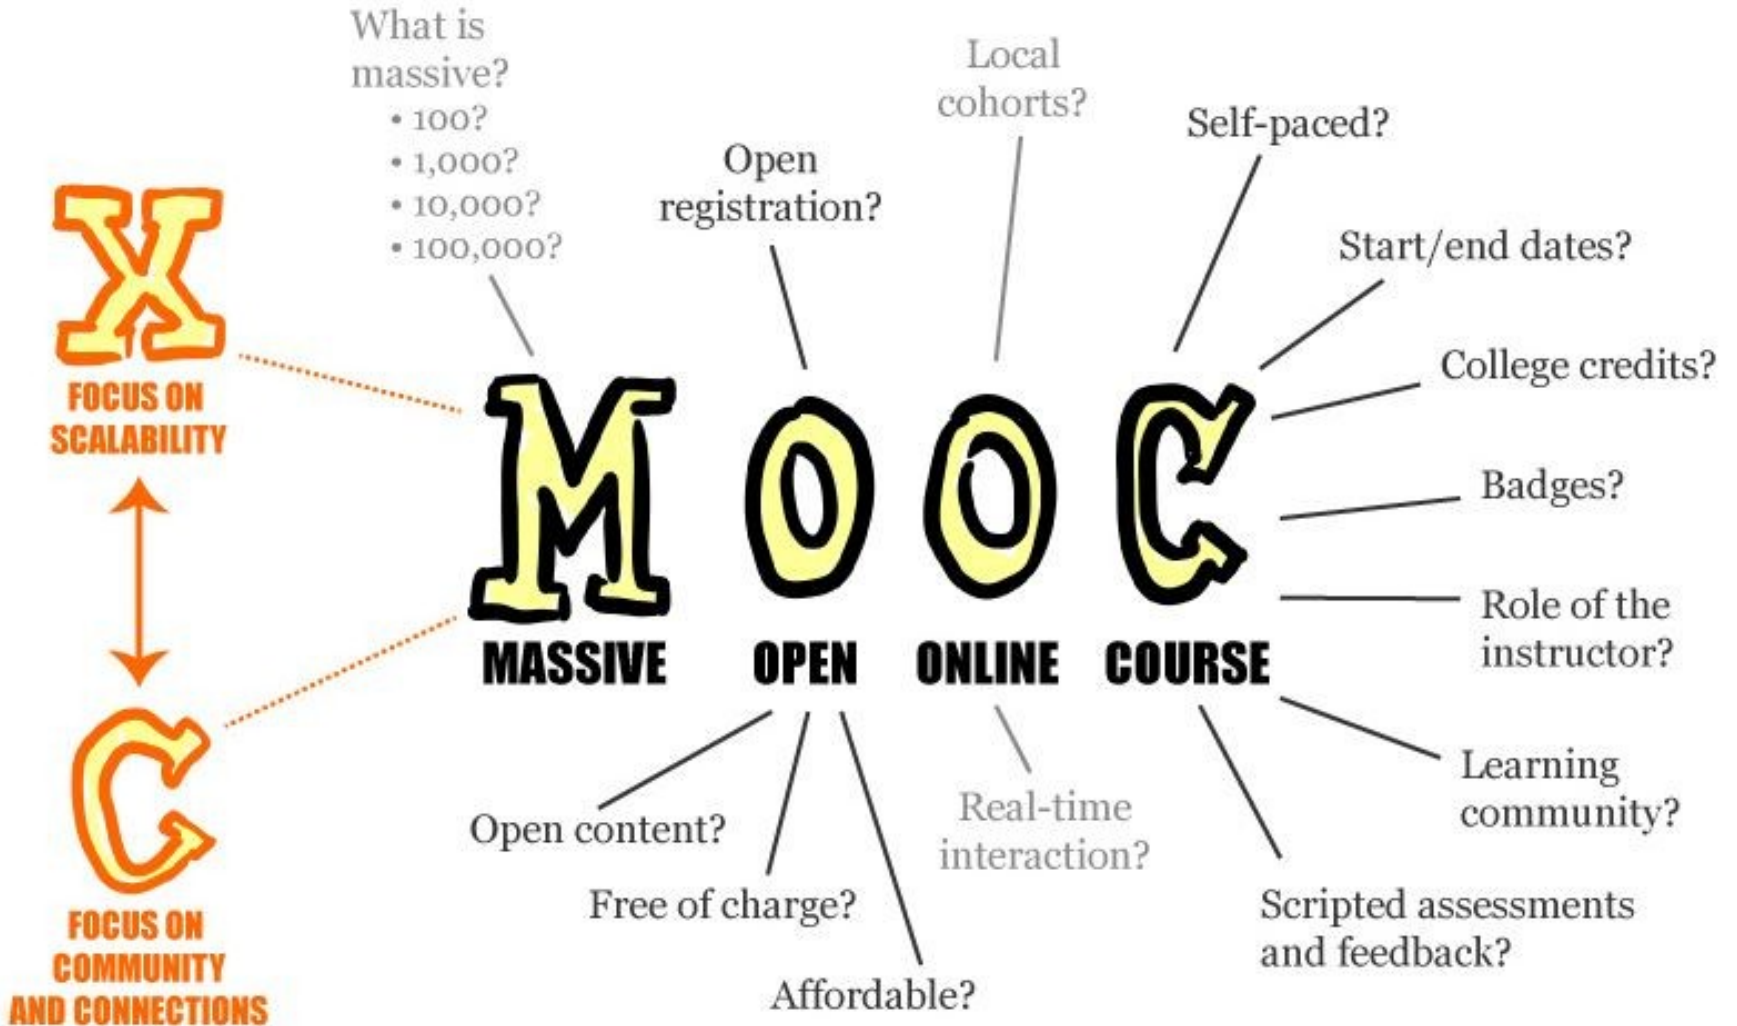 What is
massive?
• 100?
• 1,000?
• 10,000?
• 100,000?
Local
cohorts?
Self-paced?
Open
registration?
Start/end dates?
College credits?
Badges?
Role of the
instructor?
Learning
community?
Scripted assessments
and feedback?
X
FOCUS ON
SCALABILITY
C
FOCUS ON
COMMUNITY
AND CONNECTIONS
MOOC
MASSIVE OPEN ONLINE COURSE
Open content?
Free of charge?
Affordable?
Real-time
interaction?